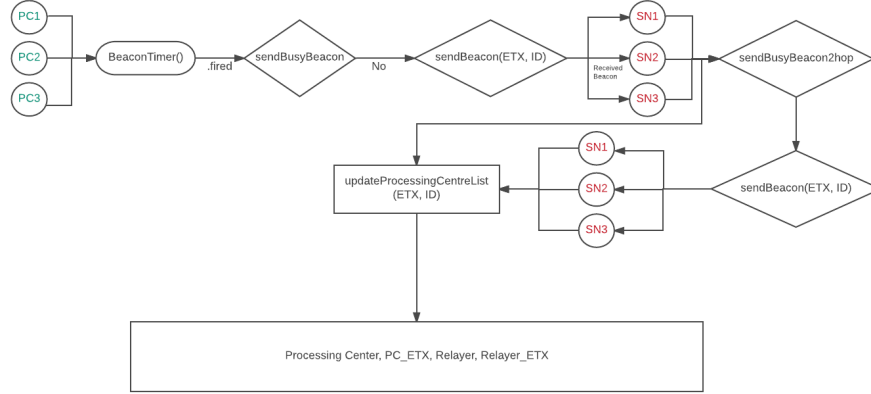 PC1
PC2
PC3
BeaconTimer()
.fired
sendBusyBeacon
No
sendBeacon(ETX, ID)
Received
Beacon
SN1
SN2
SN3
sendBusyBeacon2hop
sendBeacon(ETX, ID)
SN1
SN2
SN3
updateProcessingCentreList
(ETX, ID)
Processing Center, PC_ETX, Relayer, Relayer_ETX